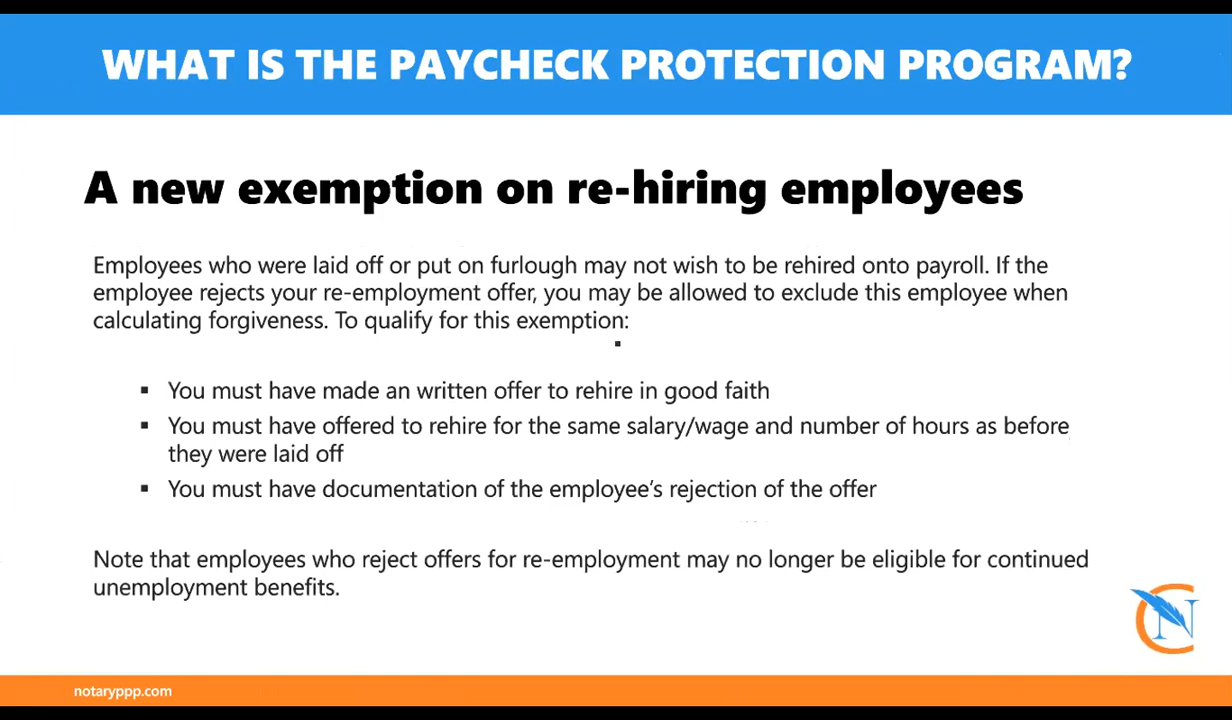 WHAT IS THE PAYCHECK PROTECTION PROGRAM?
A new exemption on re-hiring employees
Employees who were laid off or put on furlough may not wish to be rehired onto payroll. If the
employee rejects your re-employment offer, you may be allowed to exclude this employee when
calculating forgiveness. To qualify for this exemption:
▪ You must have made an written offer to rehire in good faith
▪ You must have offered to rehire for the same salary/wage and number of hours as before
they were laid off
▪ You must have documentation of the employee's rejection of the offer
Note that employees who reject offers for re-employment may no longer be eligible for continued
unemployment benefits.
CN
notaryppp.com